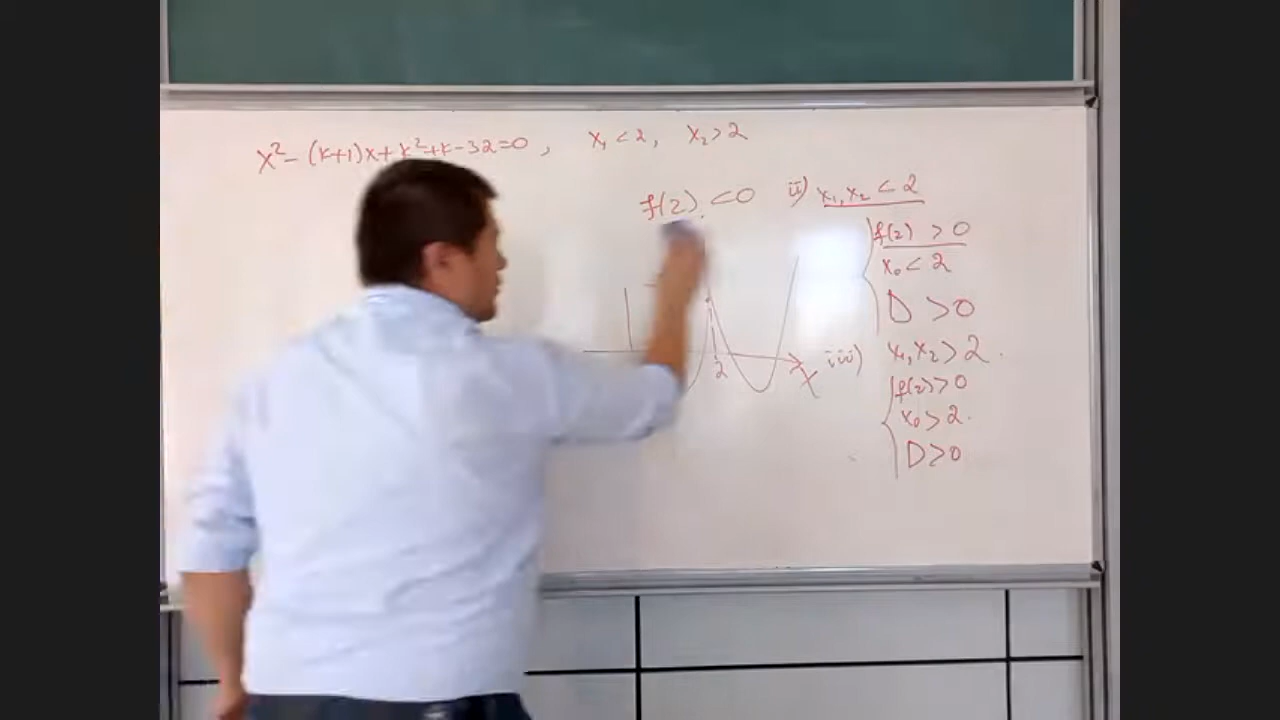 x² - (k+1)x + k² + k - 32 = 0 , x₁ < 2, x₂ > 2
f(2) < 0
2
x
ii) x₁, x₂ < 2
f(2) > 0
x₀ < 2
D > 0
iii) x₁, x₂ > 2.
f(2) > 0
x₀ > 2.
D > 0